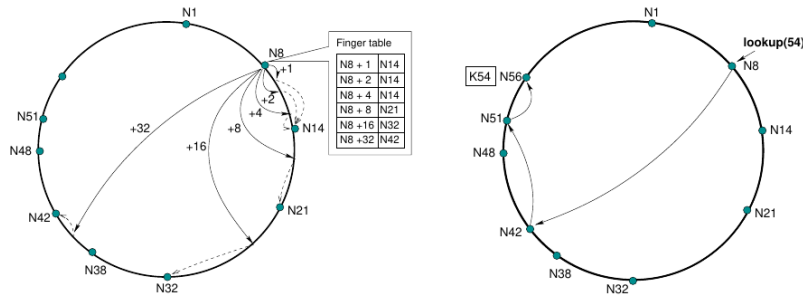 N1
N8
Finger table
+1
N8 + 1 N14
+2
N8 + 2 N14
+4
N8 + 4 N14
+8
N8 + 8 N21
+16
N8 +16 N32
+32
N8 +32 N42
N14
N51
N48
N42
N21
N38
N32
N1
lookup(54)
N8
K54 N56
N51
N14
N48
N42
N21
N38
N32